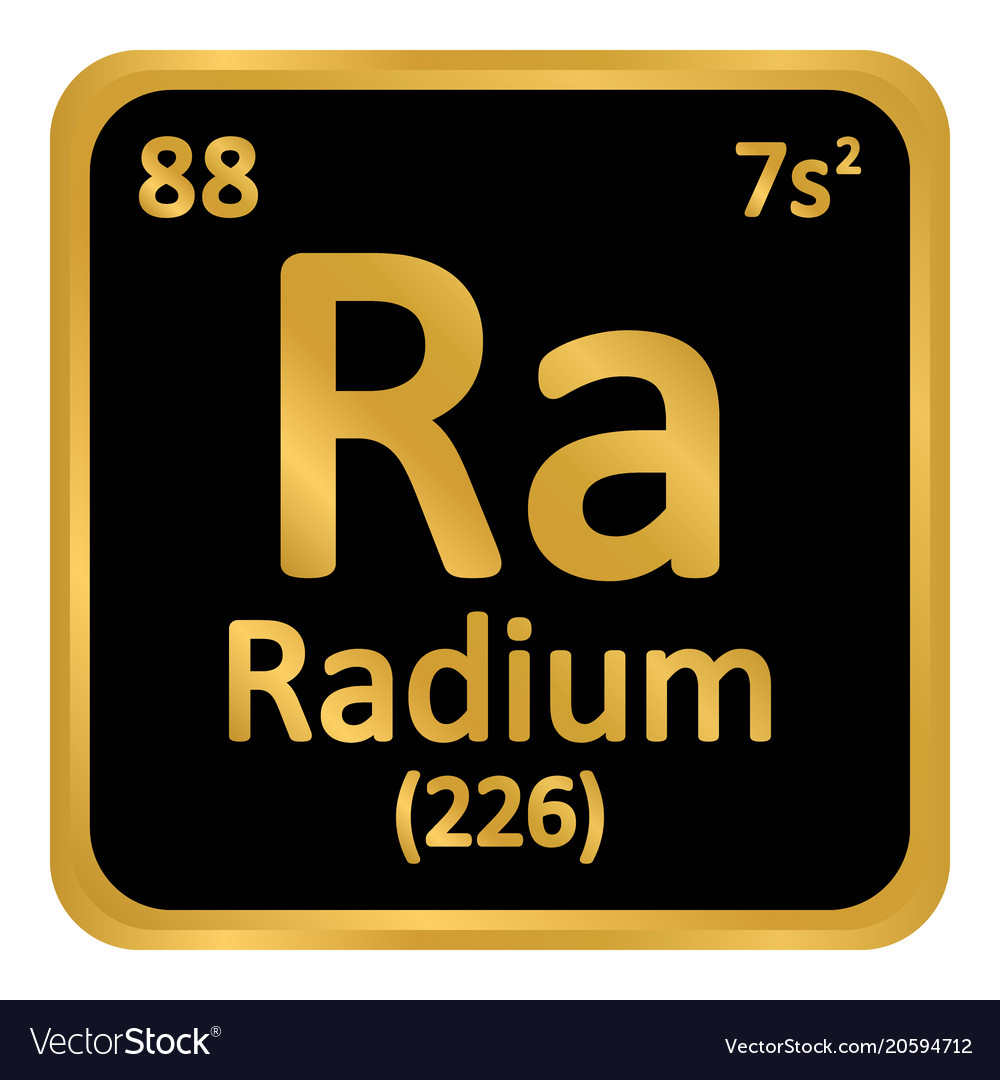 88 7s²
Ra
Radium
(226)
VectorStock® VectorStock.com/20594712